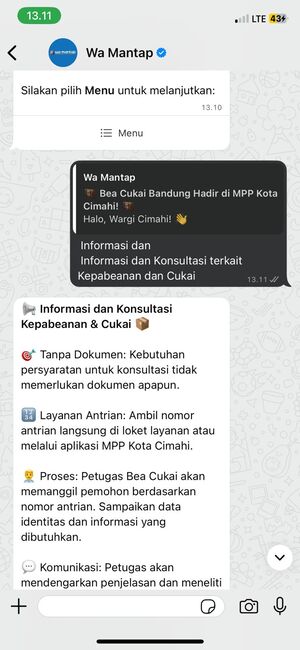 13.11
LTE 43
Wa Mantap
Silakan pilih Menu untuk melanjutkan:
13.10
Menu
Wa Mantap
Bea Cukai Bandung Hadir di MPP Kota
Cimahi!
Halo, Wargi Cimahi! 👋
Informasi dan
Informasi dan Konsultasi terkait
Kepabeanan dan Cukai
13.11
📢 Informasi dan Konsultasi
Kepabeanan & Cukai 📦
🎯 Tanpa Dokumen: Kebutuhan
persyaratan untuk konsultasi tidak
memerlukan dokumen apapun.
🔢 Layanan Antrian: Ambil nomor
antrian langsung di loket layanan atau
melalui aplikasi MPP Kota Cimahi.
👨‍💼 Proses: Petugas Bea Cukai akan
memanggil pemohon berdasarkan
nomor antrian. Sampaikan data
identitas dan informasi yang
dibutuhkan.
💬 Komunikasi: Petugas akan
mendengarkan penjelasan dan meneliti